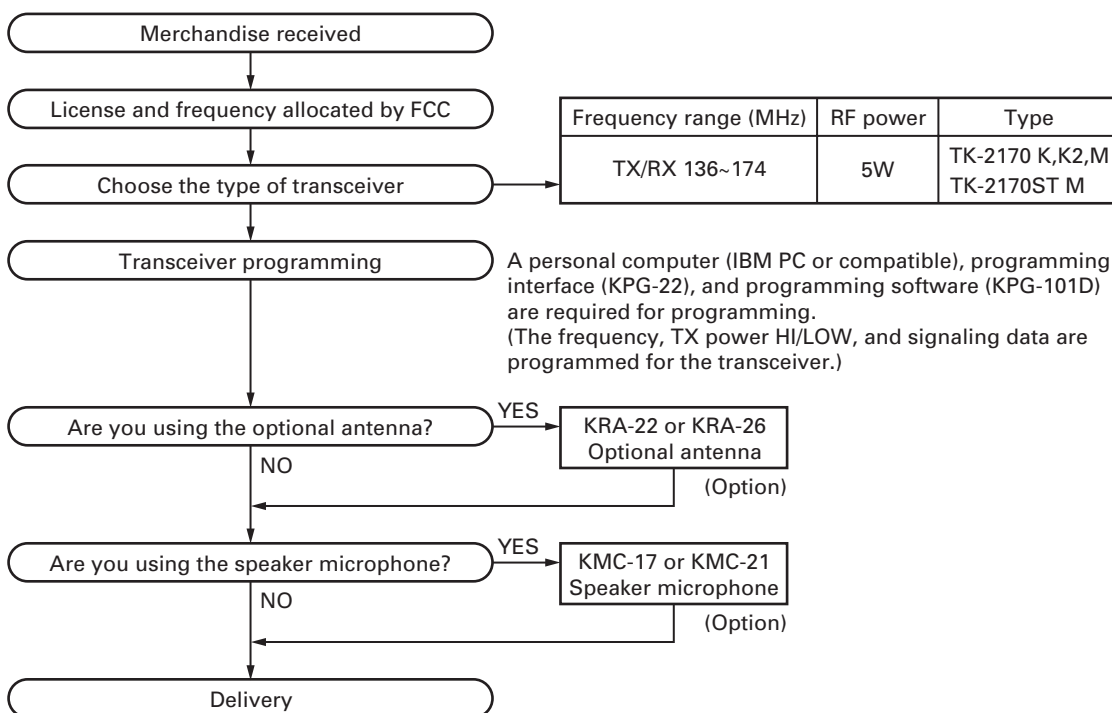 Merchandise received
License and frequency allocated by FCC
Choose the type of transceiver
Frequency range (MHz) RF power Type
TX/RX 136~174 5W TK-2170 K,K2,M
TK-2170ST M
Transceiver programming
A personal computer (IBM PC or compatible), programming
interface (KPG-22), and programming software (KPG-101D)
are required for programming.
(The frequency, TX power HI/LOW, and signaling data are
programmed for the transceiver.)
Are you using the optional antenna?
YES
KRA-22 or KRA-26
Optional antenna
(Option)
NO
Are you using the speaker microphone?
YES
KMC-17 or KMC-21
Speaker microphone
(Option)
NO
Delivery